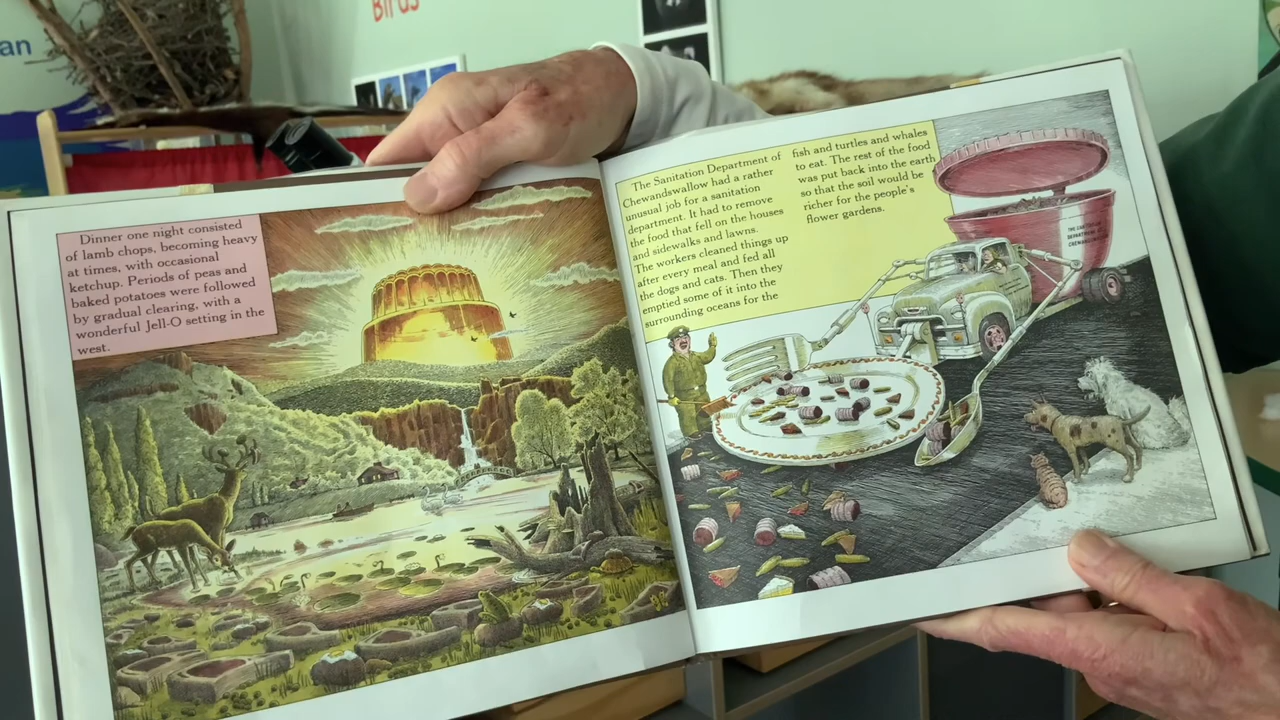 an
Birds
Dinner one night consisted
of lamb chops, becoming heavy
at times, with occasional
ketchup. Periods of peas and
baked potatoes were followed
by gradual clearing, with a
wonderful Jell-O setting in the
west.
The Sanitation Department of
Chewandswallow had a rather
unusual job for a sanitation
department. It had to remove
the food that fell on the houses
and sidewalks and lawns.
The workers cleaned things up
after every meal and fed all
the dogs and cats. Then they
emptied some of it into the
surrounding oceans for the
fish and turtles and whales
to eat. The rest of the food
was put back into the earth
so that the soil would be
richer for the people's
flower gardens.
THE SANITATION
DEPARTMENT OF
CHEWANDSWALLOW